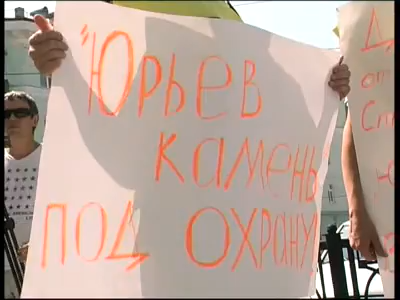 "Юрьев
камень
под охрану